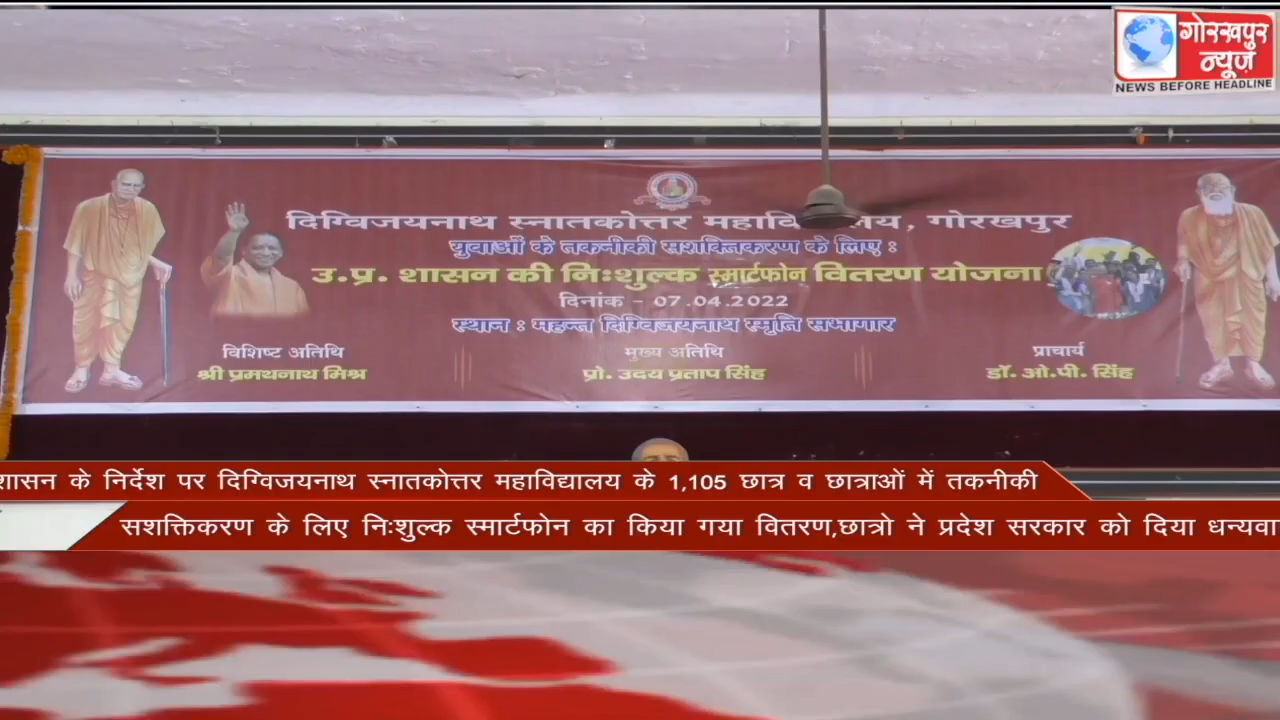 गोरखपुर
न्यूज़
NEWS BEFORE HEADLINE
दिग्विजयनाथ स्नातकोत्तर गोरखपुर
युवाओं के तकनीकी सशक्तिकरण के लिए :
उ.प्र. शासन की निःशुल्क स्मार्टफोन वितरण योजना
दिनांक - 07.04.2022
स्थान : महन्त दिग्विजयनाथ स्मृति सभागार
विशिष्ट अतिथि मुख्य अतिथि प्राचार्य
श्री प्रमथनाथ मिश्र प्रो. उदय प्रताप सिंह डॉ. ओ.पी. सिंह
शासन के निर्देश पर दिग्विजयनाथ स्नातकोत्तर महाविद्यालय के 1,105 छात्र व छात्राओं में तकनीकी
सशक्तिकरण के लिए निःशुल्क स्मार्टफोन का किया गया वितरण,छात्रो ने प्रदेश सरकार को दिया धन्यवा